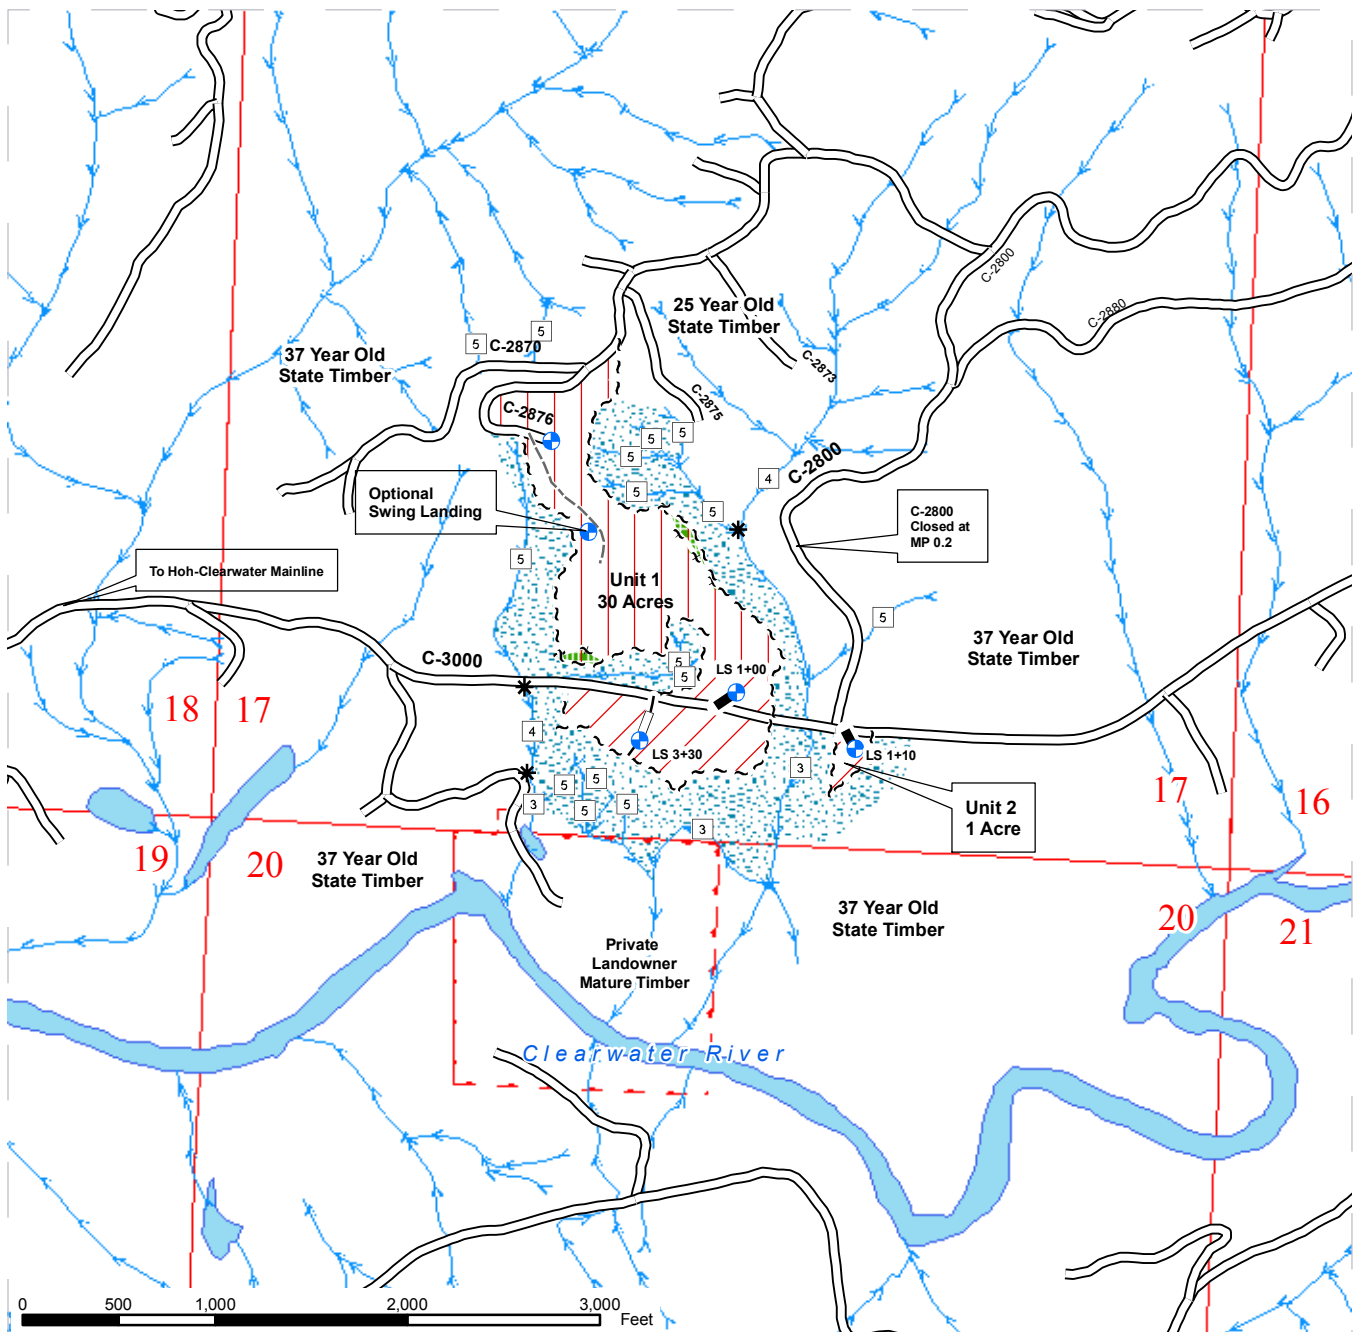 C-2800
C-2880
25 Year Old
State Timber
5
5
C-2870
37 Year Old
State Timber
C-2873
C-2875
C-2876
5
5
5
C-2800
4
5
5
Optional
Swing Landing
C-2800
Closed at
MP 0.2
5
To Hoh-Clearwater Mainline
Unit 1
30 Acres
5
37 Year Old
State Timber
C-3000
5
5
LS 1+00
18
17
4
LS 3+30
LS 1+10
3
5
5
17
16
3
5
5
Unit 2
1 Acre
3
19
20
37 Year Old
State Timber
37 Year Old
State Timber
20
21
Private
Landowner
Mature Timber
Clearwater River
0
500
1,000
2,000
3,000
Feet